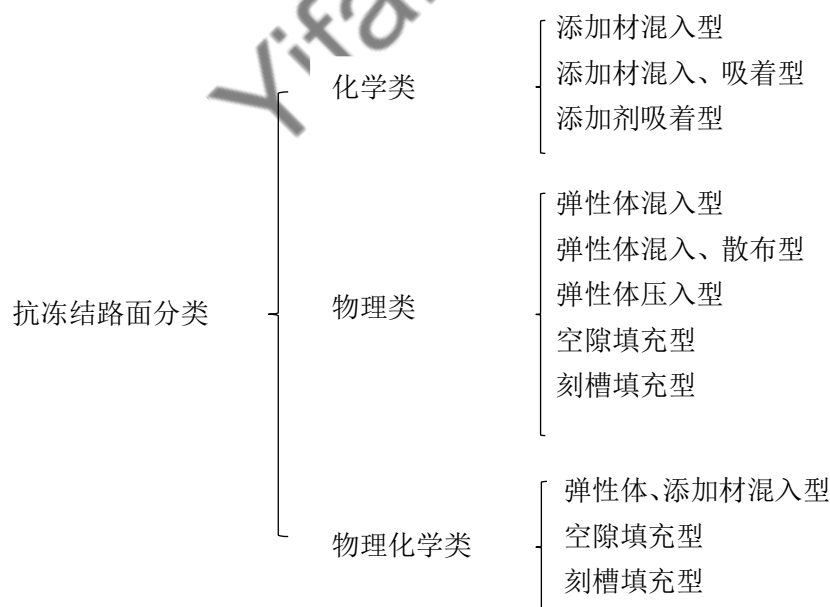 添加材混入型
化学类
添加材混入、吸着型
添加剂吸着型
弹性体混入型
弹性体混入、散布型
抗冻结路面分类
物理类
弹性体压入型
空隙填充型
刻槽填充型
弹性体、添加材混入型
物理化学类
空隙填充型
刻槽填充型